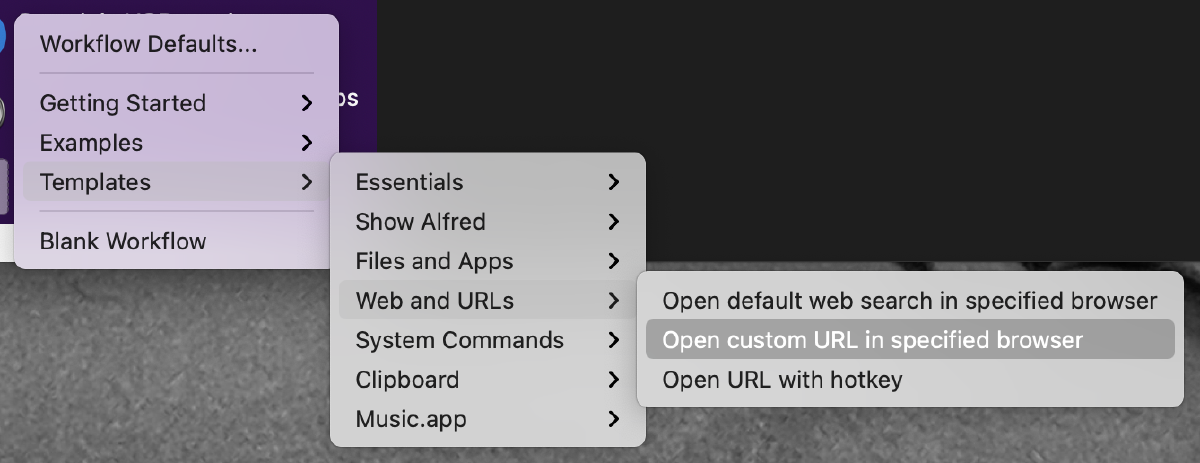 Workflow Defaults...
Getting Started
Examples
Templates
Blank Workflow
Essentials
Show Alfred
Files and Apps
Web and URLs
System Commands
Clipboard
Music.app
Open default web search in specified browser
Open custom URL in specified browser
Open URL with hotkey